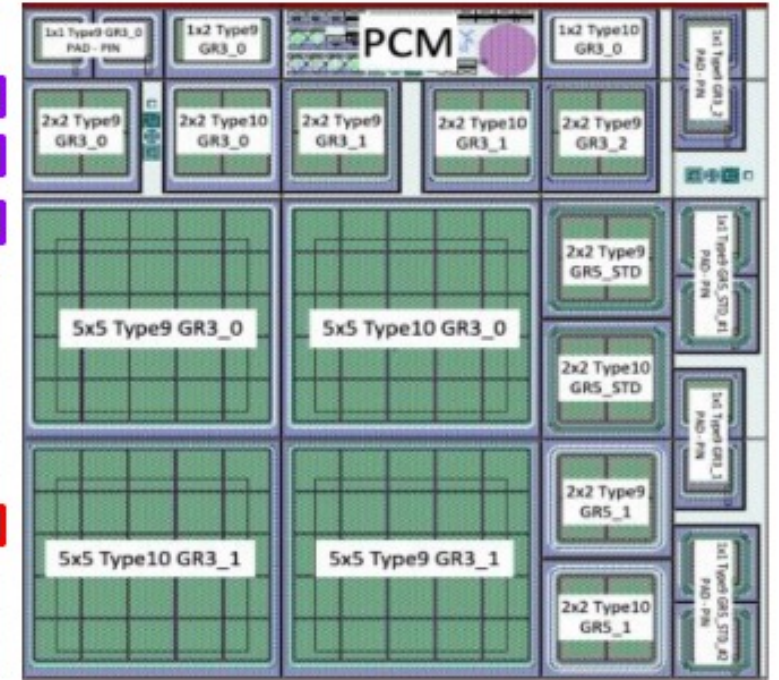 1x1 Type9 GR3_0
PAD - PIN
1x2 Type9
GR3_0
PCM
1x2 Type10
GR3_0
1x1 Type9 GR3_2
PAD - PIN
2x2 Type9
GR3_0
2x2 Type10
GR3_0
2x2 Type9
GR3_1
2x2 Type10
GR3_1
2x2 Type9
GR3_2
5x5 Type9 GR3_0
5x5 Type10 GR3_0
2x2 Type9
GR5_STD
1x1 Type9 GR5_STD_#1
PAD - PIN
2x2 Type10
GR5_STD
1x1 Type9 GR3_1
PAD - PIN
5x5 Type10 GR3_1
5x5 Type9 GR3_1
2x2 Type9
GR5_1
2x2 Type10
GR5_1
1x1 Type9 GR5_STD_#2
PAD - PIN